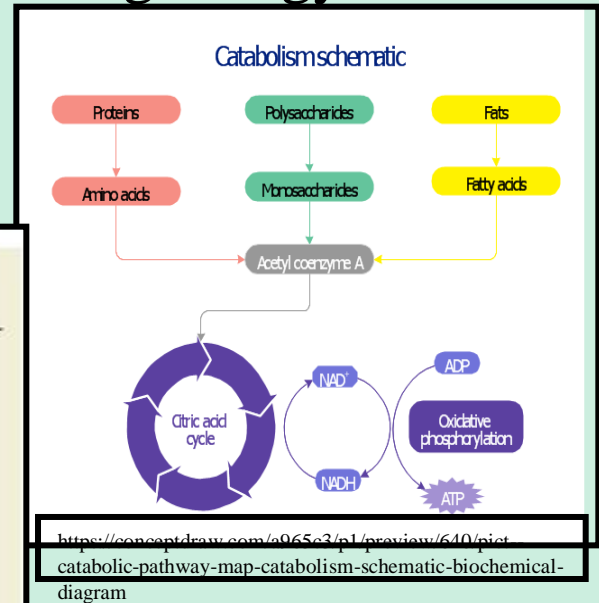 Catabolism schematic
Proteins
Polysaccharides
Fats
Amino acids
Monosaccharides
Fatty acids
Acetyl coenzyme A
Citric acid
cycle
NAD+
NADH
ADP
Oxidative
phosphorylation
ATP
https://conceptdraw.com/a965c3/p1/preview/640/pict--
catabolic-pathway-map-catabolism-schematic-biochemical-
diagram